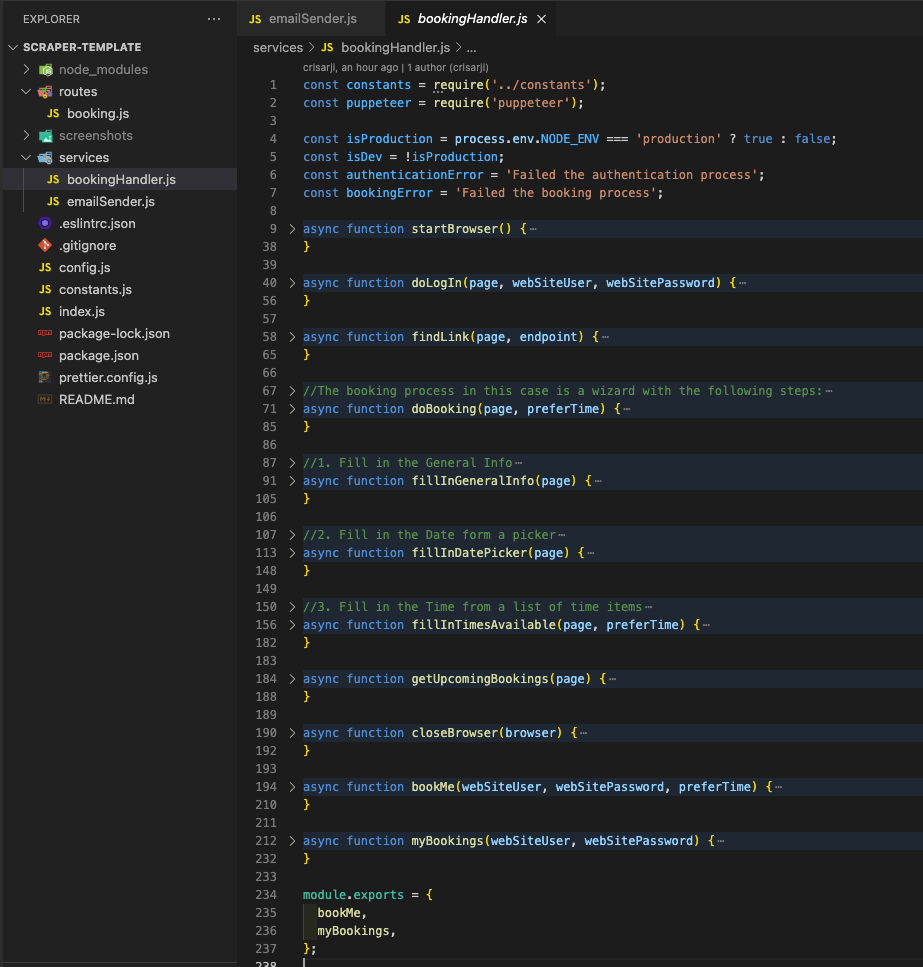 EXPLORER
SCRAPER-TEMPLATE
node_modules
routes
JS booking.js
screenshots
services
JS bookingHandler.js
JS emailSender.js
.eslintrc.json
.gitignore
JS config.js
JS constants.js
JS index.js
package-lock.json
package.json
prettier.config.js
README.md
JS emailSender.js
JS bookingHandler.js
services > JS bookingHandler.js > ...
crisarji, an hour ago | 1 author (crisarji)
1 const constants = require('../constants');
2 const puppeteer = require('puppeteer');
3
4 const isProduction = process.env.NODE_ENV === 'production' ? true : false;
5 const isDev = !isProduction;
6 const authenticationError = 'Failed the authentication process';
7 const bookingError = 'Failed the booking process';
8
9 async function startBrowser() {…
38 }
39
40 async function doLogIn(page, webSiteUser, webSitePassword) {…
56 }
57
58 async function findLink(page, endpoint) {…
65 }
66
67 //The booking process in this case is a wizard with the following steps:…
71 async function doBooking(page, preferTime) {…
85 }
86
87 //1. Fill in the General Info…
91 async function fillInGeneralInfo(page) {…
105 }
106
107 //2. Fill in the Date form a picker…
113 async function fillInDatePicker(page) {…
148 }
149
150 //3. Fill in the Time from a list of time items…
156 async function fillInTimesAvailable(page, preferTime) {…
182 }
183
184 async function getUpcomingBookings(page) {…
188 }
189
190 async function closeBrowser(browser) {…
192 }
193
194 async function bookMe(webSiteUser, webSitePassword, preferTime) {…
210 }
211
212 async function myBookings(webSiteUser, webSitePassword) {…
232 }
233
234 module.exports = {
235 bookMe,
236 myBookings,
237 };
238